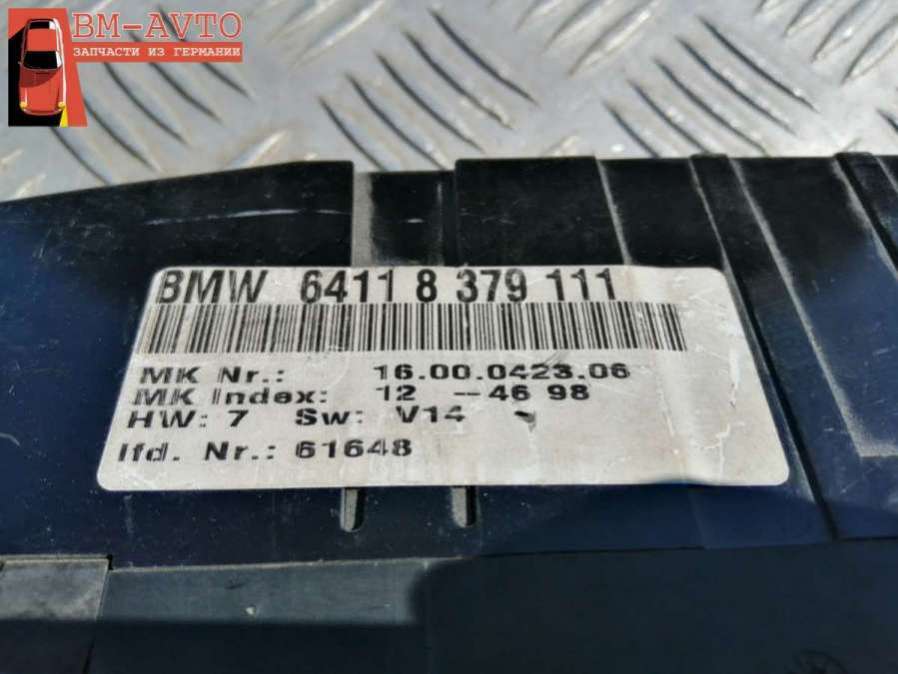 BM-AVTO
ЗАПЧАСТИ ИЗ ГЕРМАНИИ
BMW 6411 8 379 111
MK Nr.: 16.00.0423.06
MK Index: 12 -46 98
HW: 7 Sw: V14
lfd. Nr.: 61648